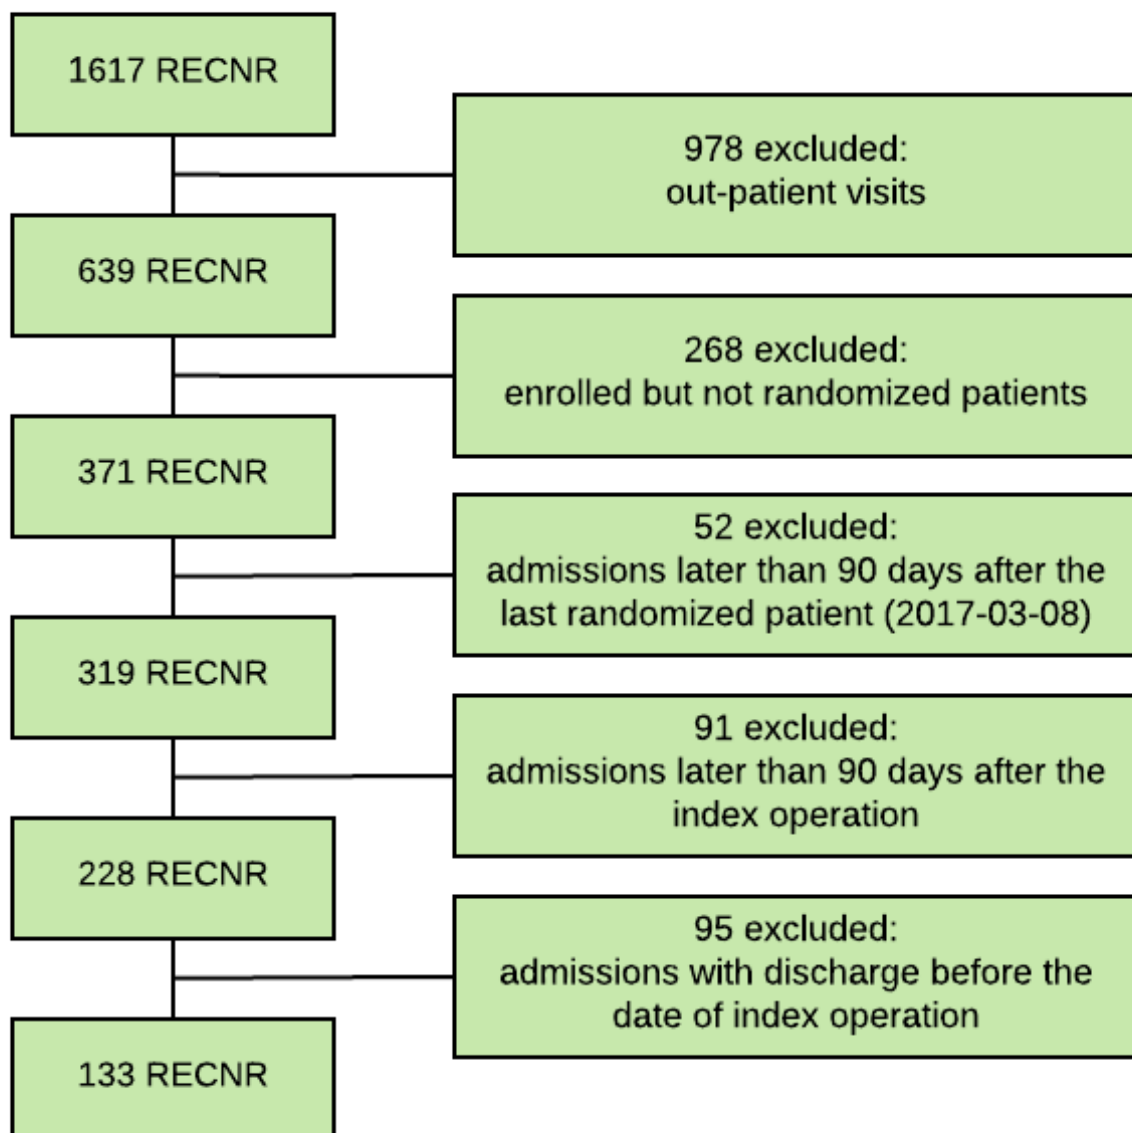 1617 RECNR
978 excluded:
out-patient visits
639 RECNR
268 excluded:
enrolled but not randomized patients
371 RECNR
52 excluded:
admissions later than 90 days after the
last randomized patient (2017-03-08)
319 RECNR
91 excluded:
admissions later than 90 days after the
index operation
228 RECNR
95 excluded:
admissions with discharge before the
date of index operation
133 RECNR